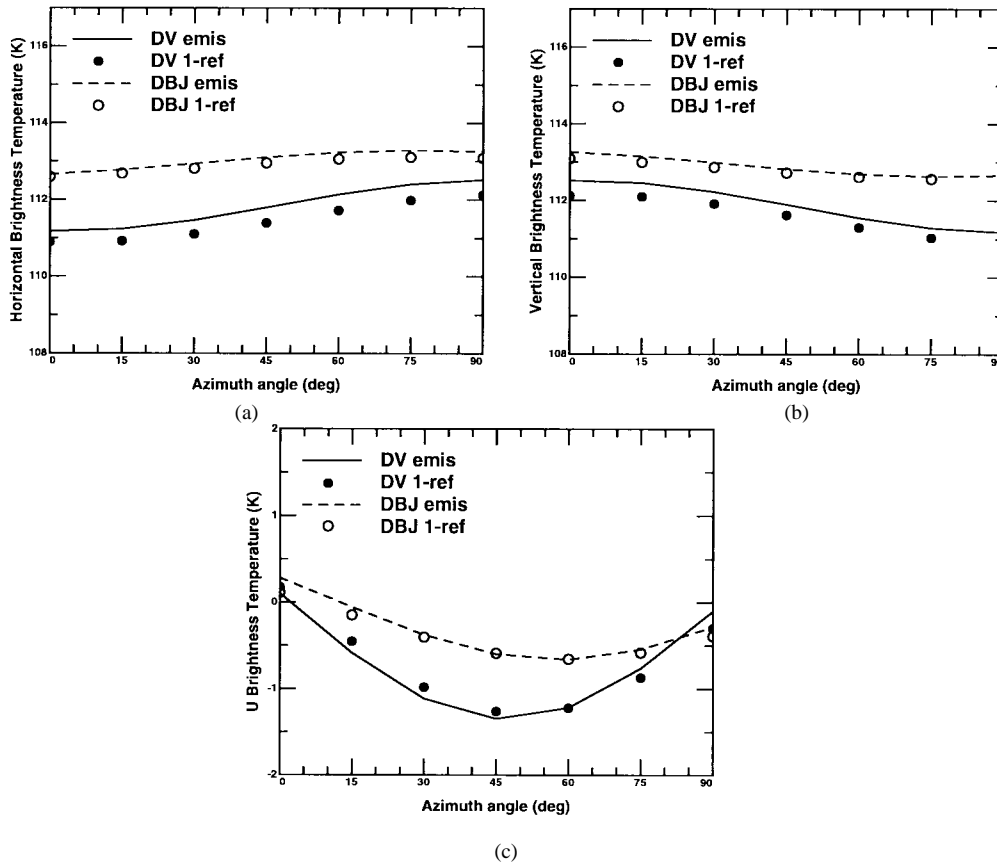 116
114
112
110
108
Horizontal Brightness Temperature (K)
DV emis
DV 1-ref
DBJ emis
DBJ 1-ref
0 15 30 45 60 75 90
Azimuth angle (deg)
(a)
116
114
112
110
108
Vertical Brightness Temperature (K)
DV emis
DV 1-ref
DBJ emis
DBJ 1-ref
0 15 30 45 60 75 90
Azimuth angle (deg)
(b)
2
1
0
-1
-2
U Brightness Temperature (K)
DV emis
DV 1-ref
DBJ emis
DBJ 1-ref
0 15 30 45 60 75 90
Azimuth angle (deg)
(c)